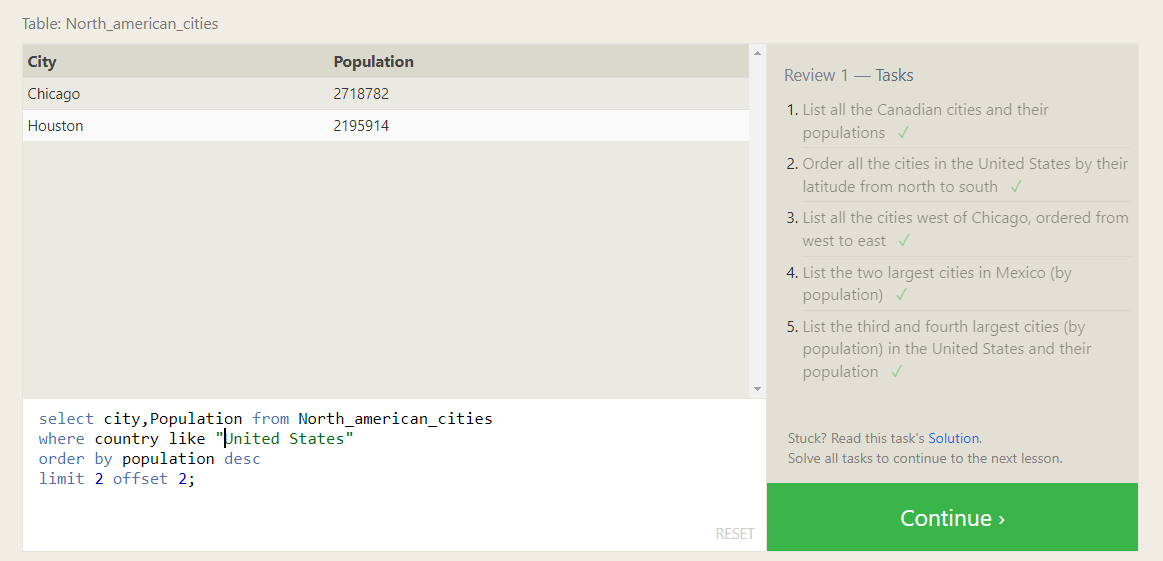 Table: North_american_cities
City Population
Chicago 2718782
Houston 2195914
select city,Population from North_american_cities
where country like "United States"
order by population desc
limit 2 offset 2;
RESET
Review 1 — Tasks
1. List all the Canadian cities and their
populations ✓
2. Order all the cities in the United States by their
latitude from north to south ✓
3. List all the cities west of Chicago, ordered from
west to east ✓
4. List the two largest cities in Mexico (by
population) ✓
5. List the third and fourth largest cities (by
population) in the United States and their
population ✓
Stuck? Read this task's Solution.
Solve all tasks to continue to the next lesson.
Continue ›